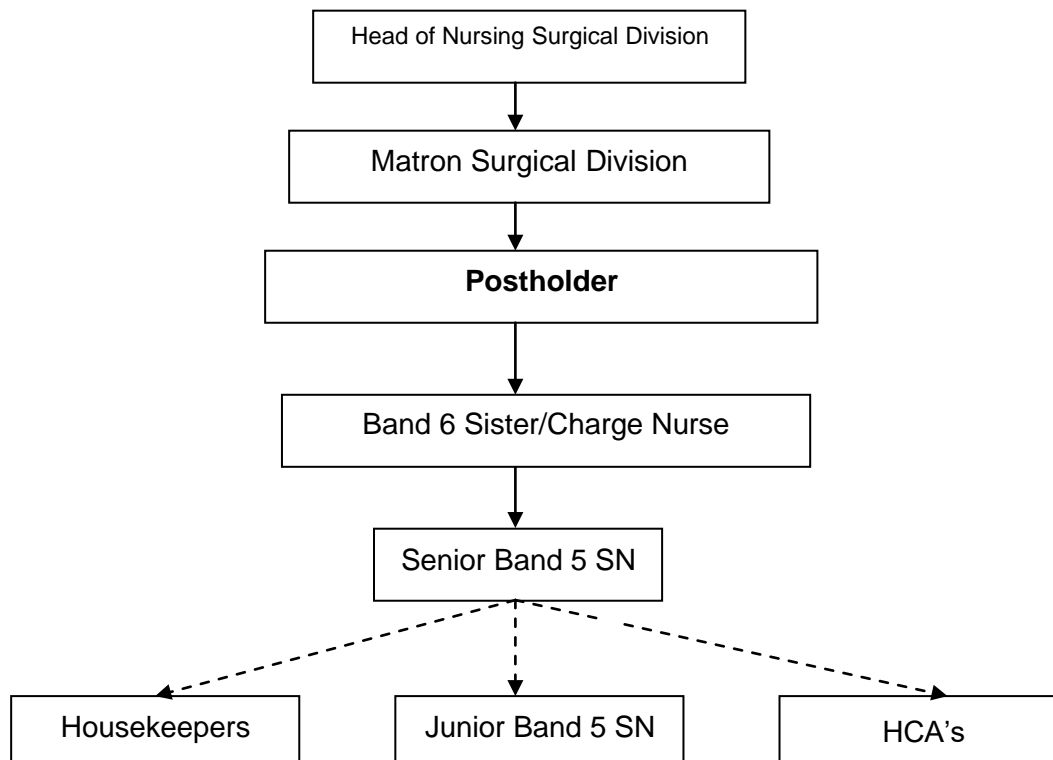 Head of Nursing Surgical Division
Matron Surgical Division
Postholder
Band 6 Sister/Charge Nurse
Senior Band 5 SN
Housekeepers
Junior Band 5 SN
HCA’s